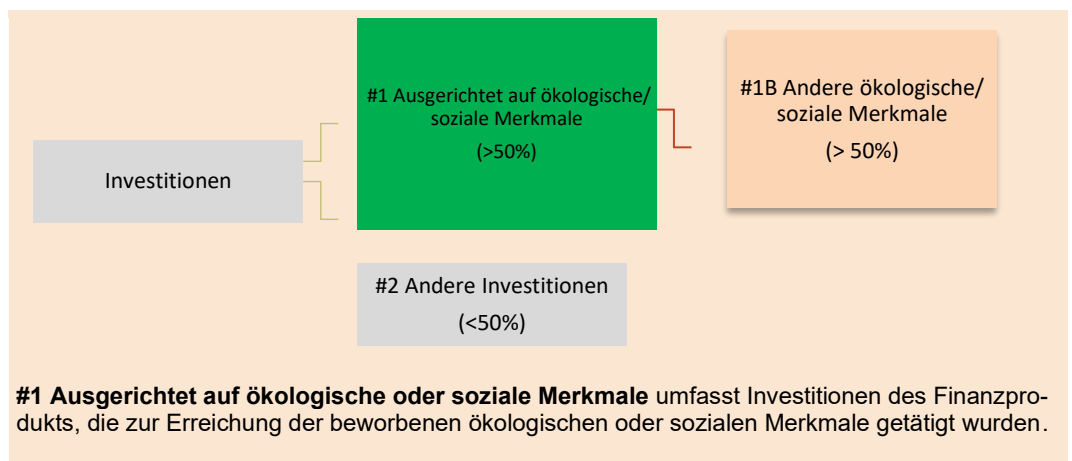 Investitionen
#1 Ausgerichtet auf ökologische/
soziale Merkmale
(>50%)
#1B Andere ökologische/
soziale Merkmale
(> 50%)
#2 Andere Investitionen
(<50%)
#1 Ausgerichtet auf ökologische oder soziale Merkmale umfasst Investitionen des Finanzpro-
dukts, die zur Erreichung der beworbenen ökologischen oder sozialen Merkmale getätigt wurden.